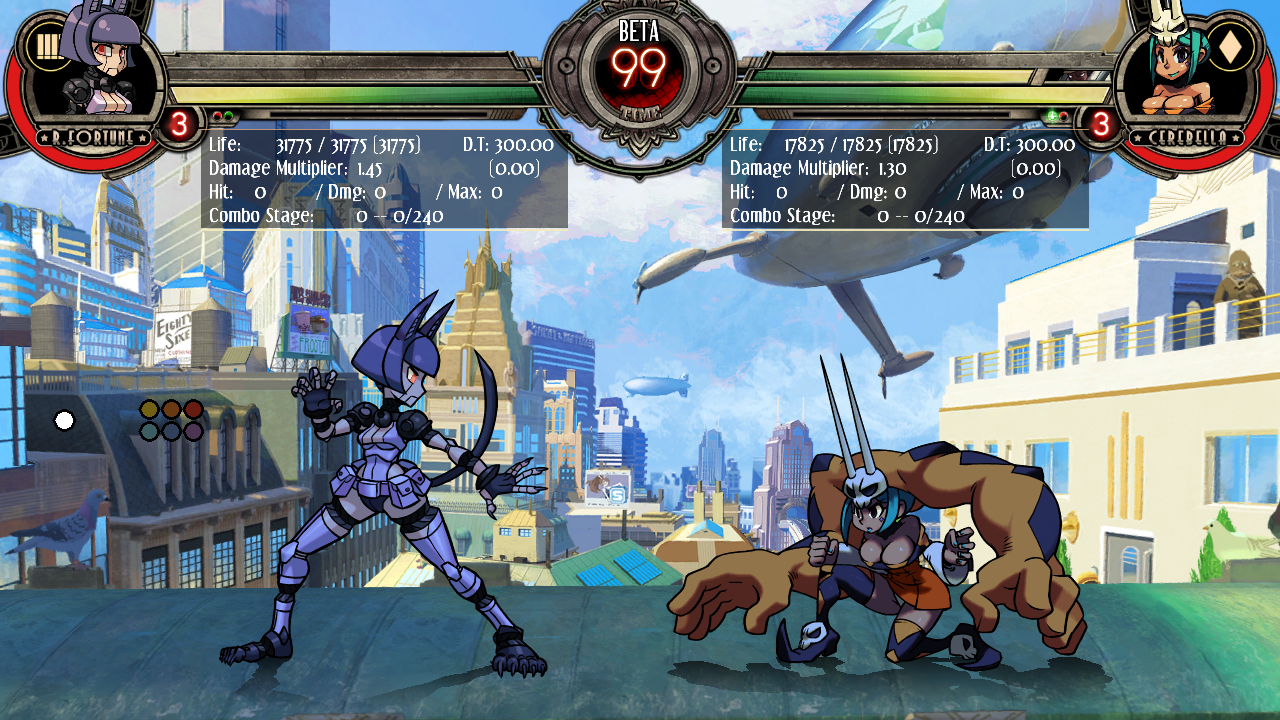 BETA
99
TIME
R.FORTUNE
3
3
CEREBELLA
Life: 31775 / 31775 [31775] D.T: 300.00
Damage Multiplier: 1.45 [0.00]
Hit: 0 / Dmg: 0 / Max: 0
Combo Stage: 0 -- 0/240
Life: 17825 / 17825 [17825] D.T: 300.00
Damage Multiplier: 1.30 [0.00]
Hit: 0 / Dmg: 0 / Max: 0
Combo Stage: 0 -- 0/240
EIGHTY
SIX
S